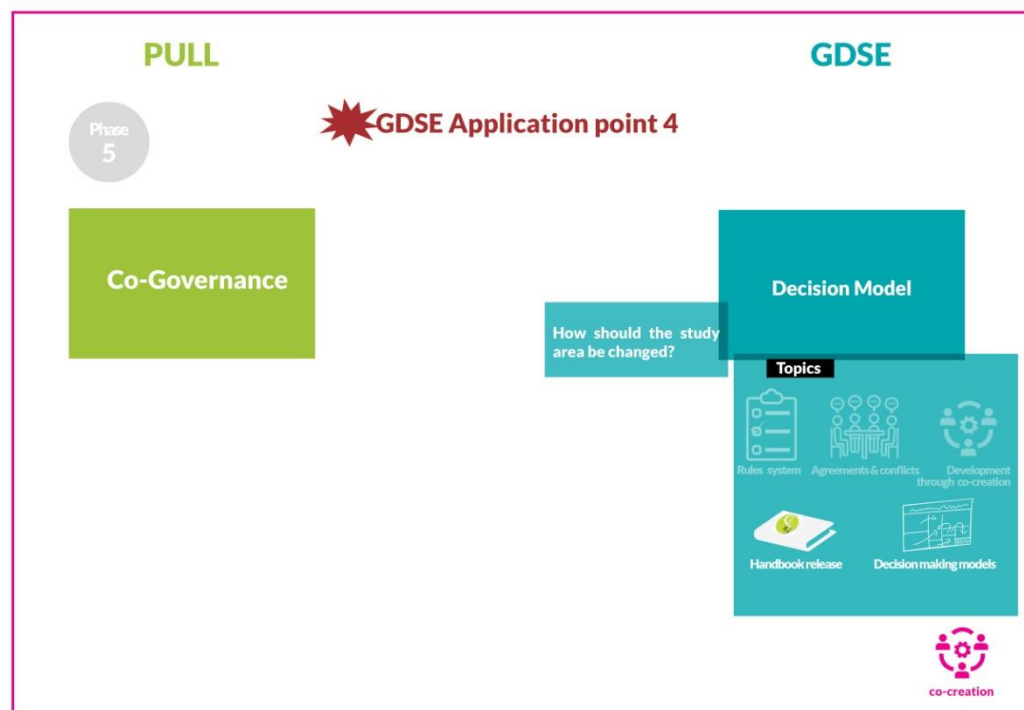 PULL
GDSE
Phase
5
GDSE Application point 4
Co-Governance
Decision Model
How should the study
area be changed?
Topics
Rules system
Agreements & conflicts
Development
through co-creation
Handbook release
Decision making models
co-creation